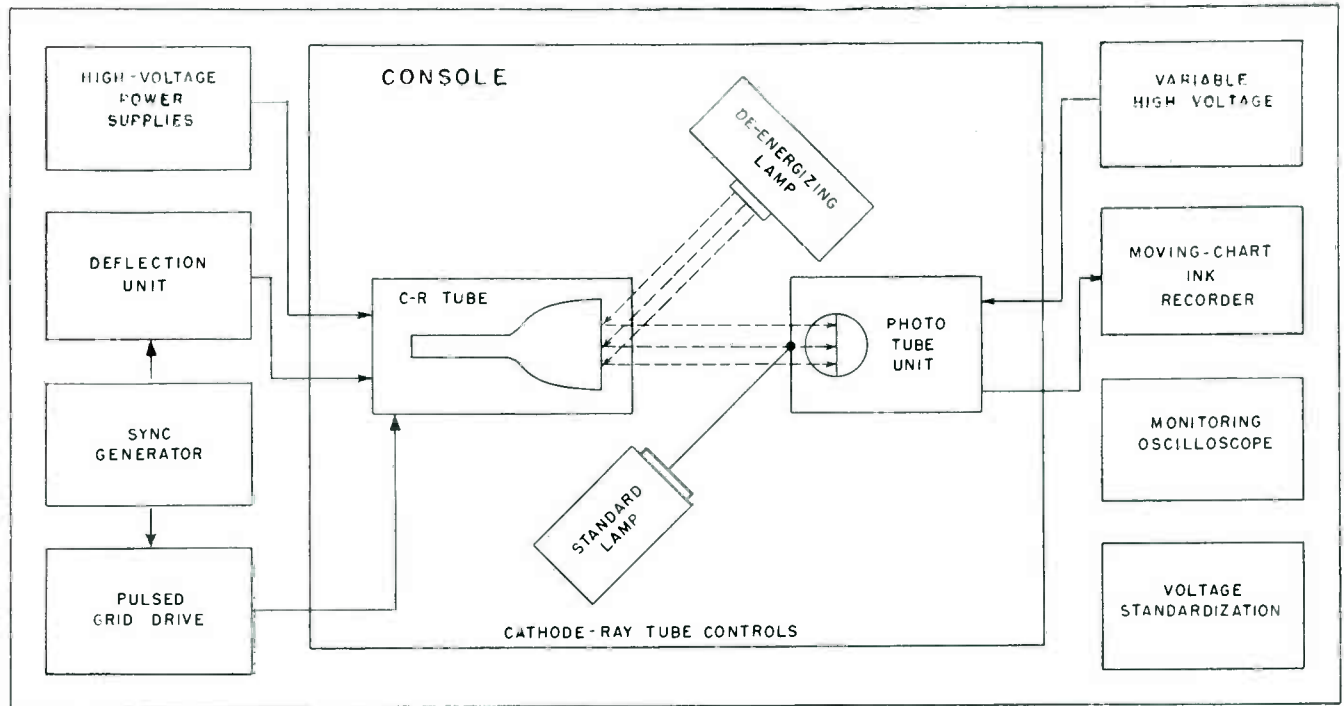 HIGH-VOLTAGE
POWER
SUPPLIES
DEFLECTION
UNIT
SYNC
GENERATOR
PULSED
GRID DRIVE
CONSOLE
DE-ENERGIZING
LAMP
C-R TUBE
PHOTO
TUBE
UNIT
STANDARD
LAMP
CATHODE-RAY TUBE CONTROLS
VARIABLE
HIGH VOLTAGE
MOVING-CHART
INK
RECORDER
MONITORING
OSCILLOSCOPE
VOLTAGE
STANDARDIZATION